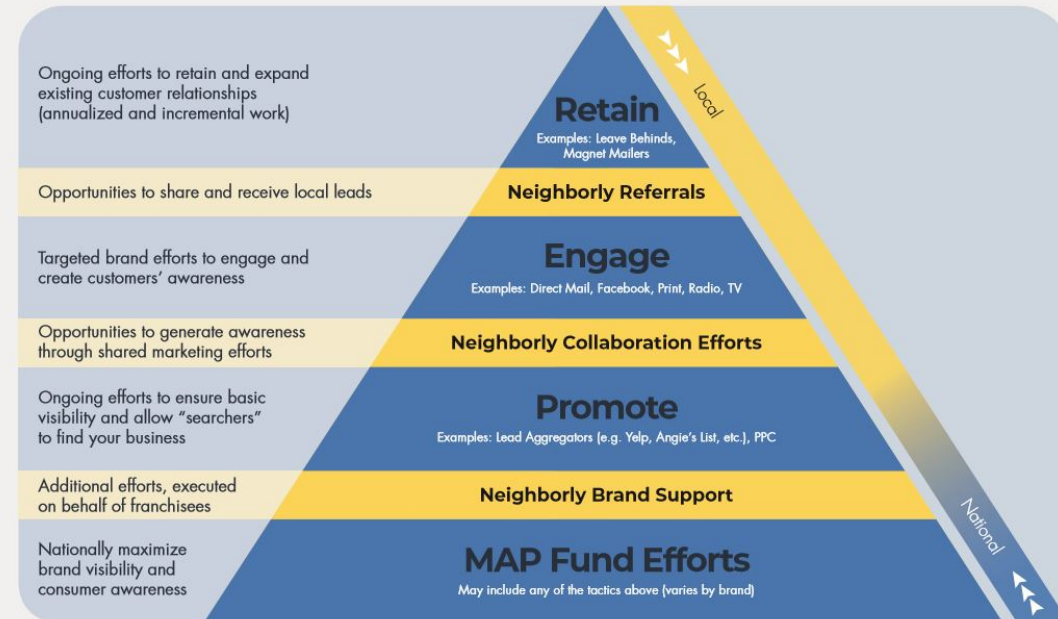 Ongoing efforts to retain and expand
existing customer relationships
(annualized and incremental work)
Retain
Examples: Leave Behinds,
Magnet Mailers
Local
Opportunities to share and receive local leads
Neighborly Referrals
Targeted brand efforts to engage and
create customers’ awareness
Engage
Examples: Direct Mail, Facebook, Print, Radio, TV
Opportunities to generate awareness
through shared marketing efforts
Neighborly Collaboration Efforts
Ongoing efforts to ensure basic
visibility and allow “searchers”
to find your business
Promote
Examples: Lead Aggregators (e.g. Yelp, Angie’s List, etc.), PPC
Additional efforts, executed
on behalf of franchisees
Neighborly Brand Support
National
Nationally maximize
brand visibility and
consumer awareness
MAP Fund Efforts
May include any of the tactics above (varies by brand)